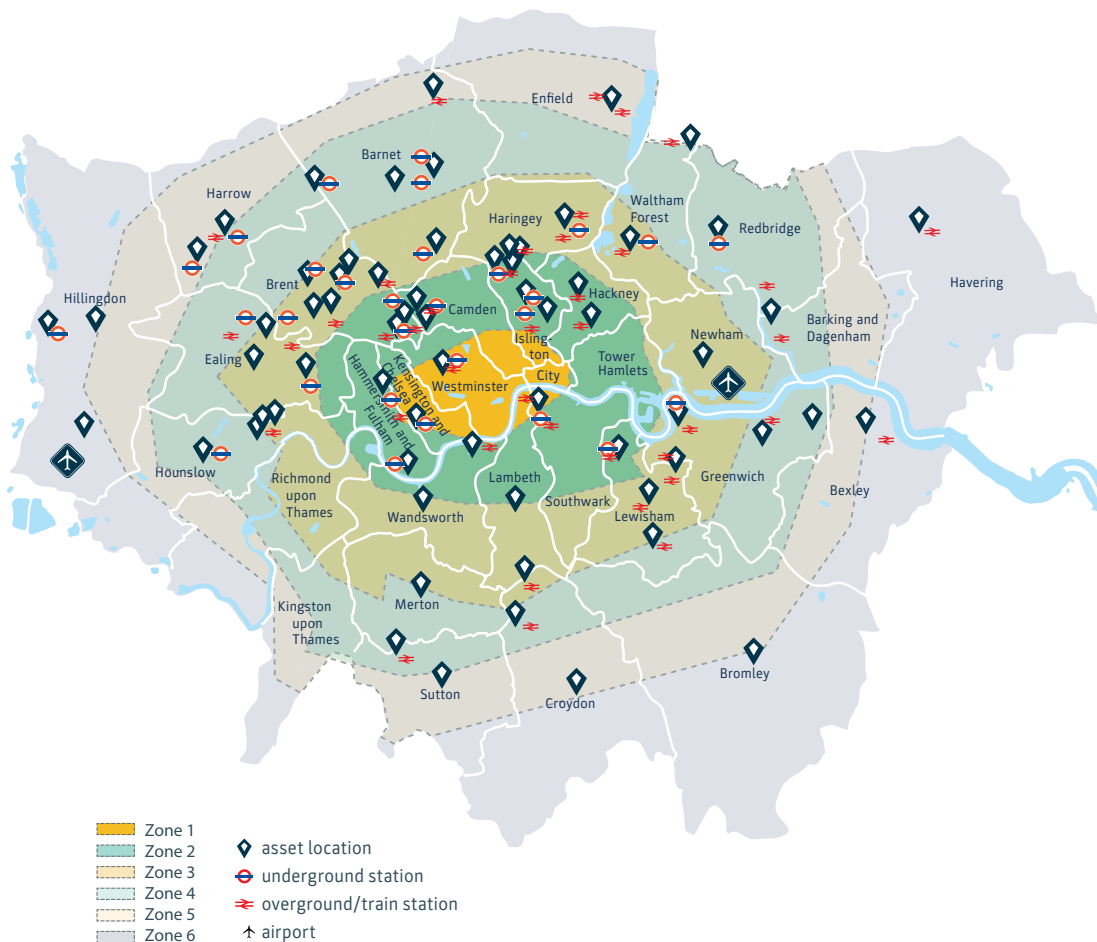 Enfield
Barnet
Harrow
Haringey
Waltham
Forest
Redbridge
Havering
Hillingdon
Brent
Camden
Hackney
Barking and
Dagenham
Newham
Isling-
ton
Ealing
Tower
Hamlets
City
Westminster
Kensington and
Chelsea
Hammersmith and
Fulham
Hounslow
Richmond
upon
Thames
Lambeth
Greenwich
Bexley
Wandsworth
Southwark
Lewisham
Merton
Kingston
upon
Thames
Sutton
Croydon
Bromley
Zone 1
Zone 2
Zone 3
Zone 4
Zone 5
Zone 6
asset location
underground station
overground/train station
airport